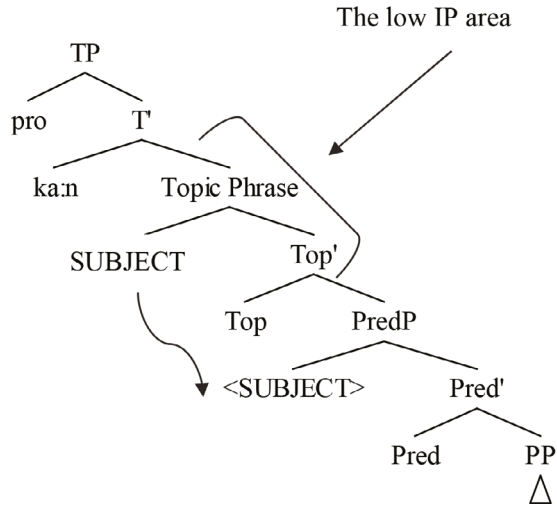 The low IP area
TP
pro T'
ka:n Topic Phrase
SUBJECT Top'
Top PredP
<SUBJECT> Pred'
Pred PP